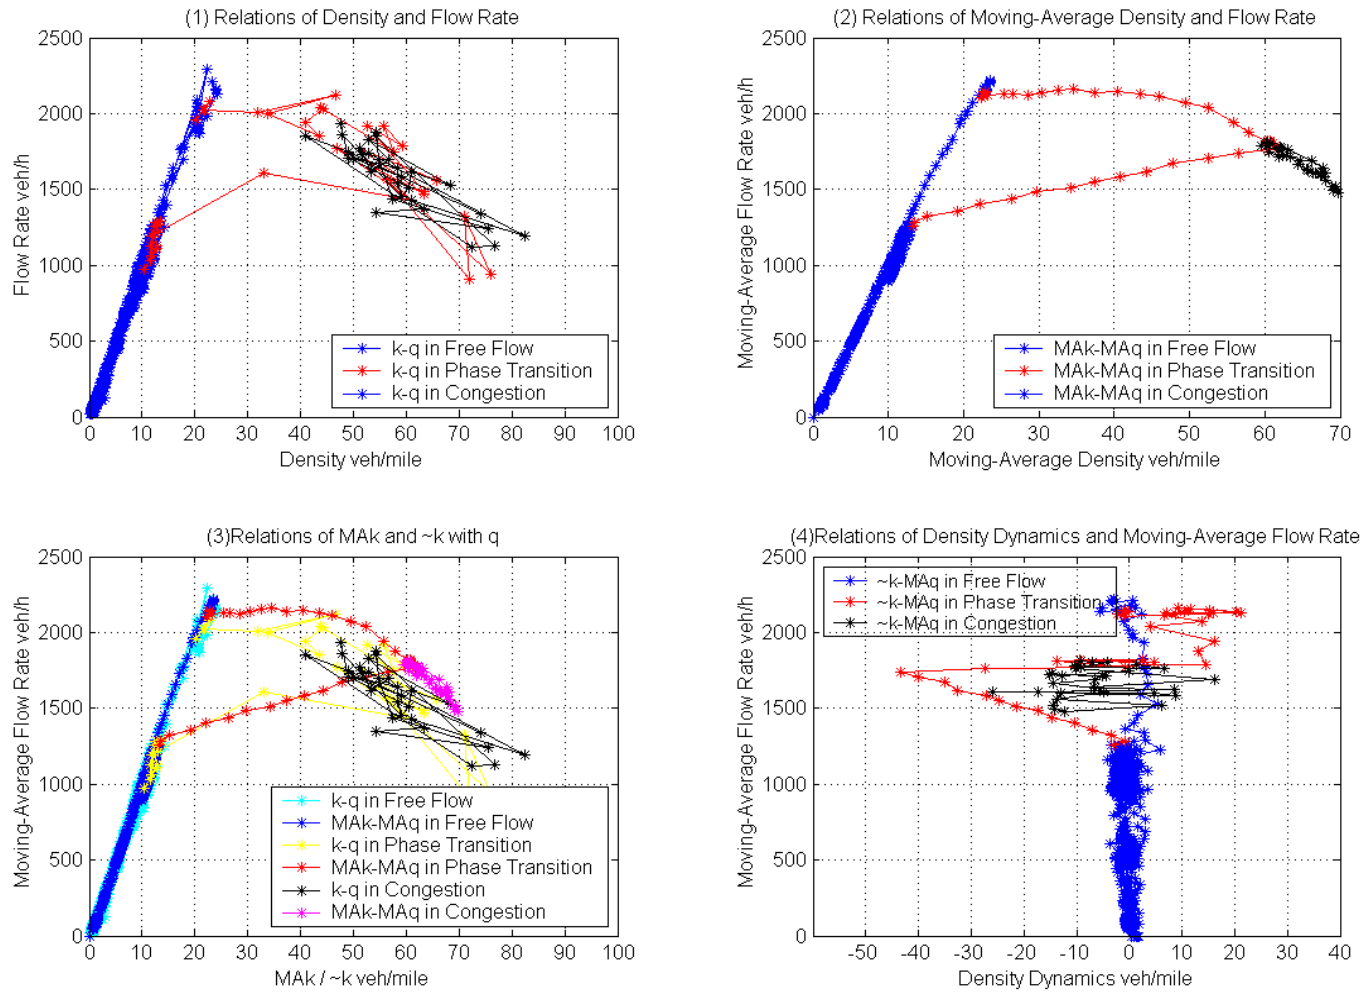 (1) Relations of Density and Flow Rate
2500
2000
1500
1000
500
0
Flow Rate veh/h
k-q in Free Flow
k-q in Phase Transition
k-q in Congestion
0 10 20 30 40 50 60 70 80 90 100
Density veh/mile
(2) Relations of Moving-Average Density and Flow Rate
2500
2000
1500
1000
500
0
Moving-Average Flow Rate veh/h
MAk-MAq in Free Flow
MAk-MAq in Phase Transition
MAk-MAq in Congestion
0 10 20 30 40 50 60 70
Moving-Average Density veh/mile
(3)Relations of MAk and ~k with q
2500
2000
1500
1000
500
0
Moving-Average Flow Rate veh/h
k-q in Free Flow
MAk-MAq in Free Flow
k-q in Phase Transition
MAk-MAq in Phase Transition
k-q in Congestion
MAk-MAq in Congestion
0 10 20 30 40 50 60 70 80 90 100
MAk / ~k veh/mile
(4)Relations of Density Dynamics and Moving-Average Flow Rate
2500
2000
1500
1000
500
0
Moving-Average Flow Rate veh/h
~k-MAq in Free Flow
~k-MAq in Phase Transition
~k-MAq in Congestion
-50 -40 -30 -20 -10 0 10 20 30 40
Density Dynamics veh/mile